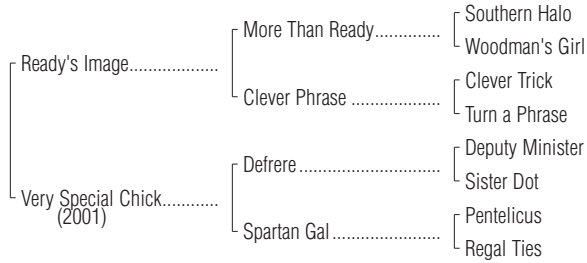 Southern Halo
More Than Ready..............
Woodman's Girl
Ready's Image...................
Clever Trick
Clever Phrase ...................
Turn a Phrase
Deputy Minister
Defrere..............................
Sister Dot
Very Special Chick............
(2001)
Pentelicus
Spartan Gal .......................
Regal Ties